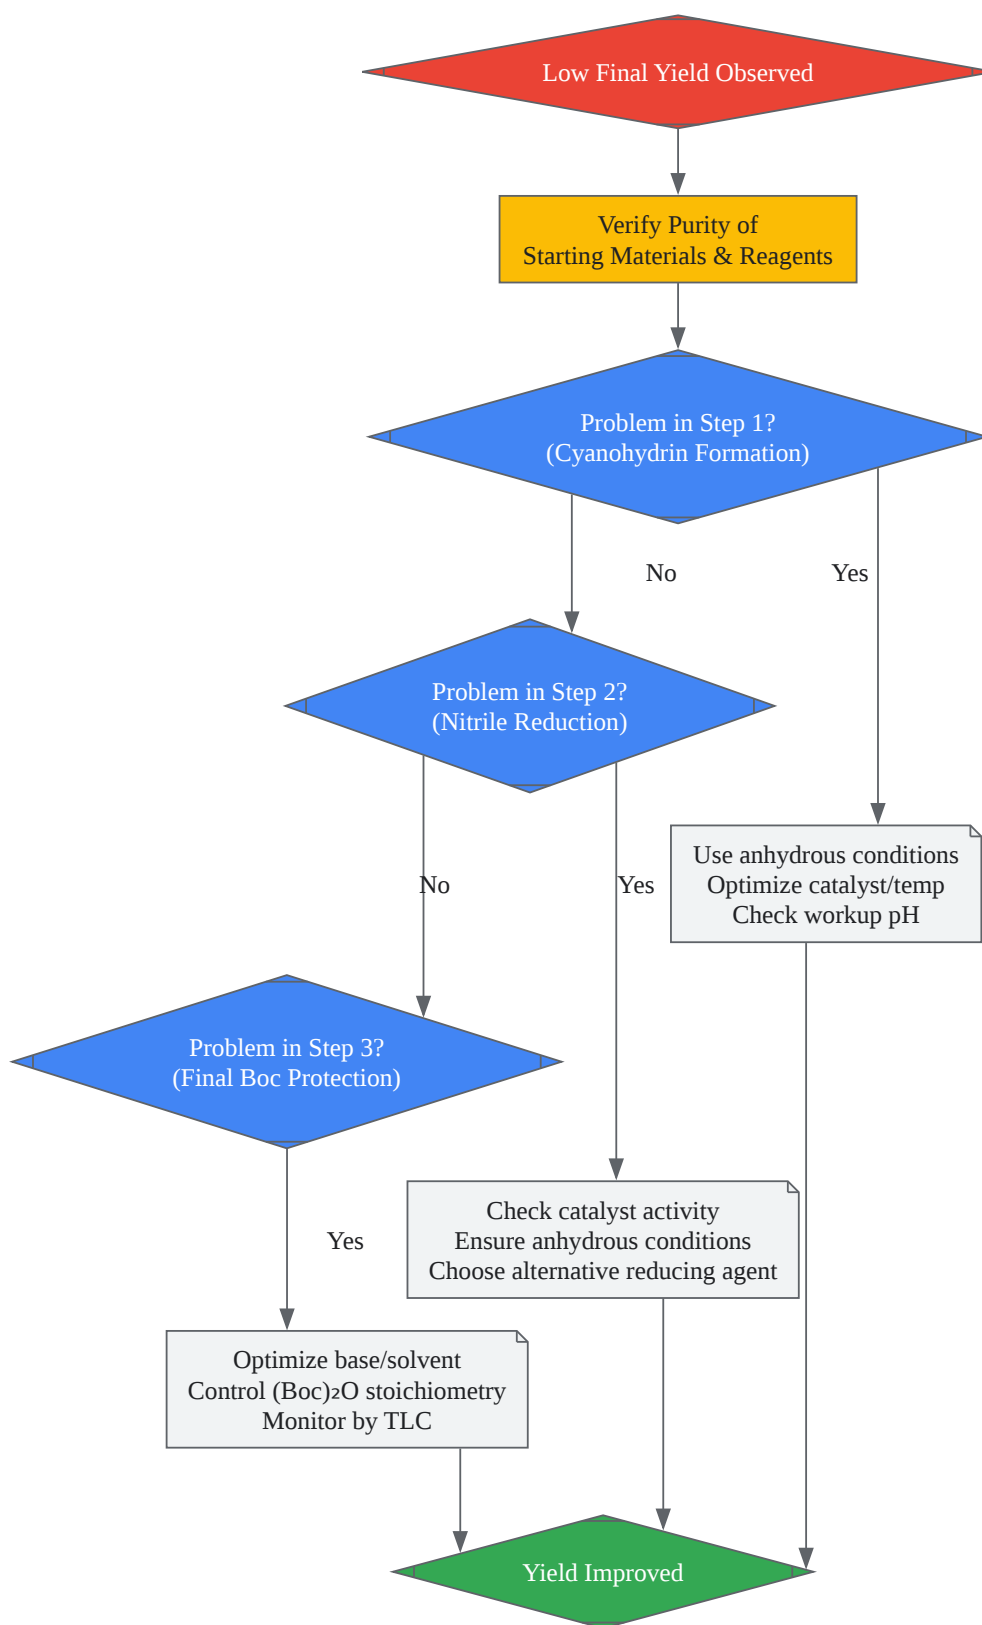 Low Final Yield Observed
Verify Purity of
Starting Materials & Reagents
Problem in Step 1?
(Cyanohydrin Formation)
No
Yes
Problem in Step 2?
(Nitrile Reduction)
Use anhydrous conditions
Optimize catalyst/temp
Check workup pH
No
Yes
Problem in Step 3?
(Final Boc Protection)
Check catalyst activity
Ensure anhydrous conditions
Choose alternative reducing agent
Yes
Optimize base/solvent
Control (Boc)₂O stoichiometry
Monitor by TLC
Yield Improved